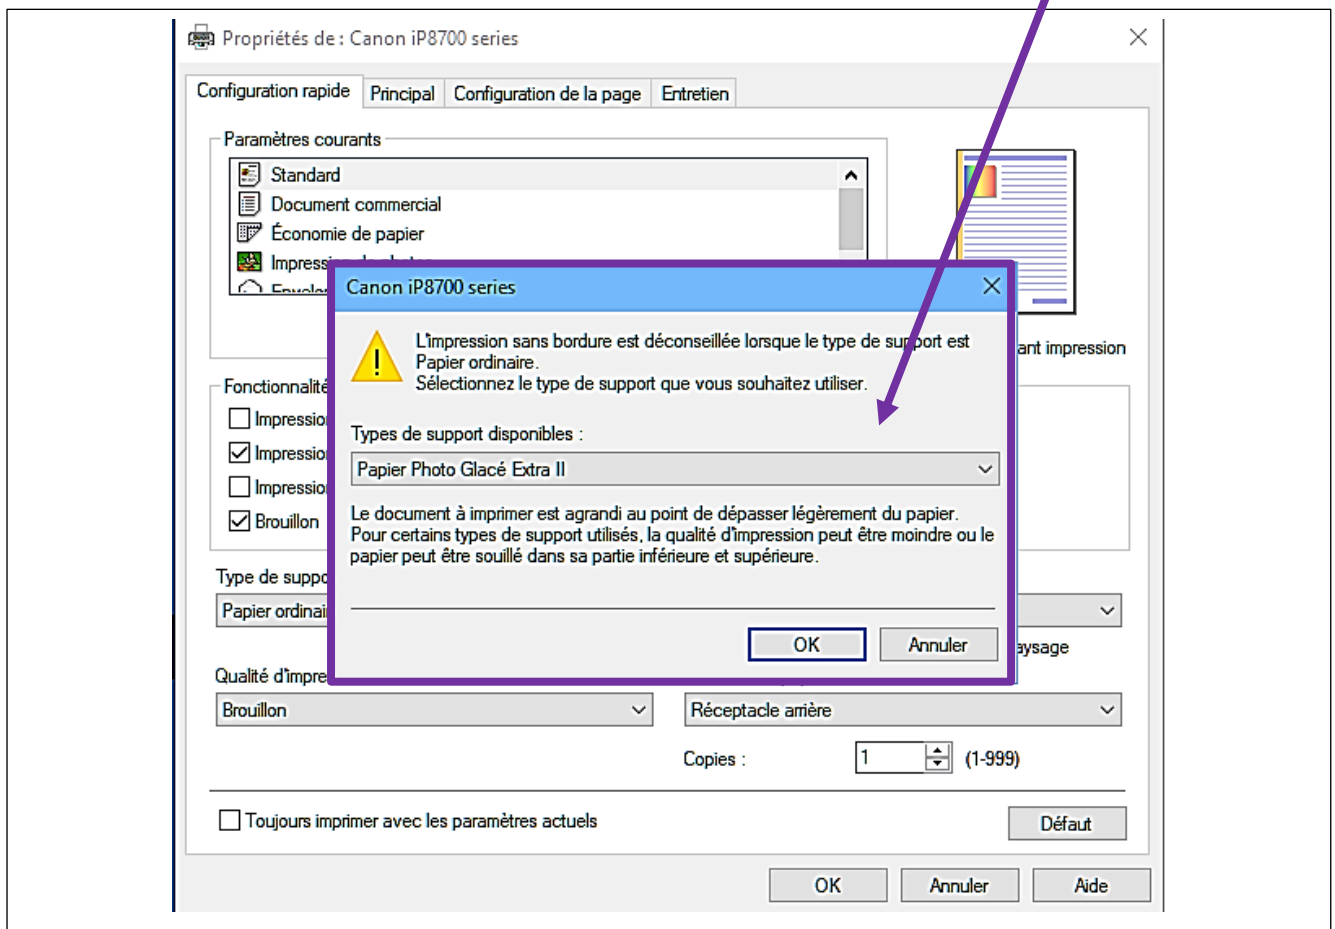 Propriétés de : Canon iP8700 series
Configuration rapide Principal Configuration de la page Entretien
Paramètres courants
Standard
Document commercial
Économie de papier
Canon iP8700 series
L'impression sans bordure est déconseillée lorsque le type de support est
Papier ordinaire.
Sélectionnez le type de support que vous souhaitez utiliser.
ant impression
Fonctionnalité
Impressio
Types de support disponibles :
Impressio
Papier Photo Glacé Extra II
Impressio
Brouillon
Le document à imprimer est agrandi au point de dépasser légèrement du papier.
Pour certains types de support utilisés, la qualité d'impression peut être moindre ou le
papier peut être souillé dans sa partie inférieure et supérieure.
Type de suppo
Papier ordinai
OK Annuler
aysage
Qualité d'impre
Brouillon
Réceptacle arrière
Copies : 1 (1-999)
Toujours imprimer avec les paramètres actuels
Défaut
OK Annuler Aide